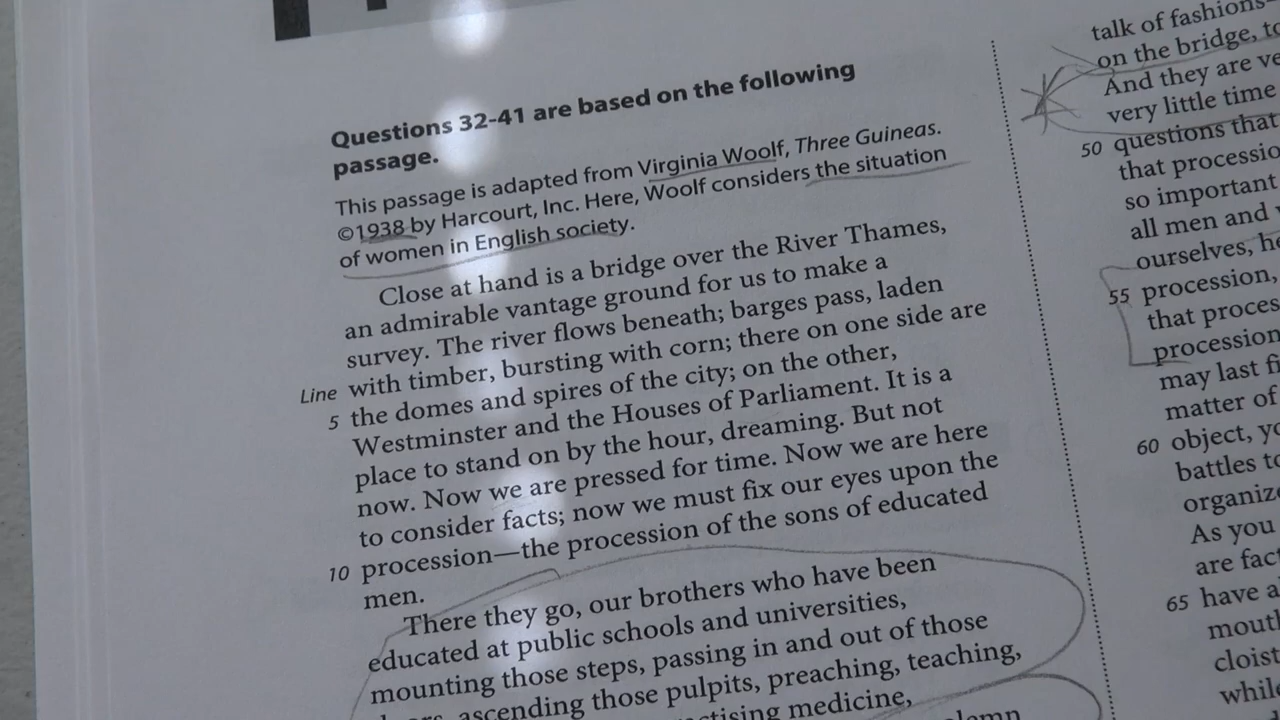 Questions 32-41 are based on the following
passage.
This passage is adapted from Virginia Woolf, Three Guineas.
©1938 by Harcourt, Inc. Here, Woolf considers the situation
of women in English society.
Close at hand is a bridge over the River Thames,
an admirable vantage ground for us to make a
survey. The river flows beneath; barges pass, laden
Line with timber, bursting with corn; there on one side are
5 the domes and spires of the city; on the other,
Westminster and the Houses of Parliament. It is a
place to stand on by the hour, dreaming. But not
now. Now we are pressed for time. Now we are here
to consider facts; now we must fix our eyes upon the
10 procession—the procession of the sons of educated
men.
There they go, our brothers who have been
educated at public schools and universities,
mounting those steps, passing in and out of those
ascending those pulpits, preaching, teaching,
medicine,
talk of fashions
on the bridge, to
And they are
very little time
50 questions that
that
so important
all men and
ourselves,
55 procession,
that
procession
may last
matter of
60 object,
battles to
As you
are
65 have a
while